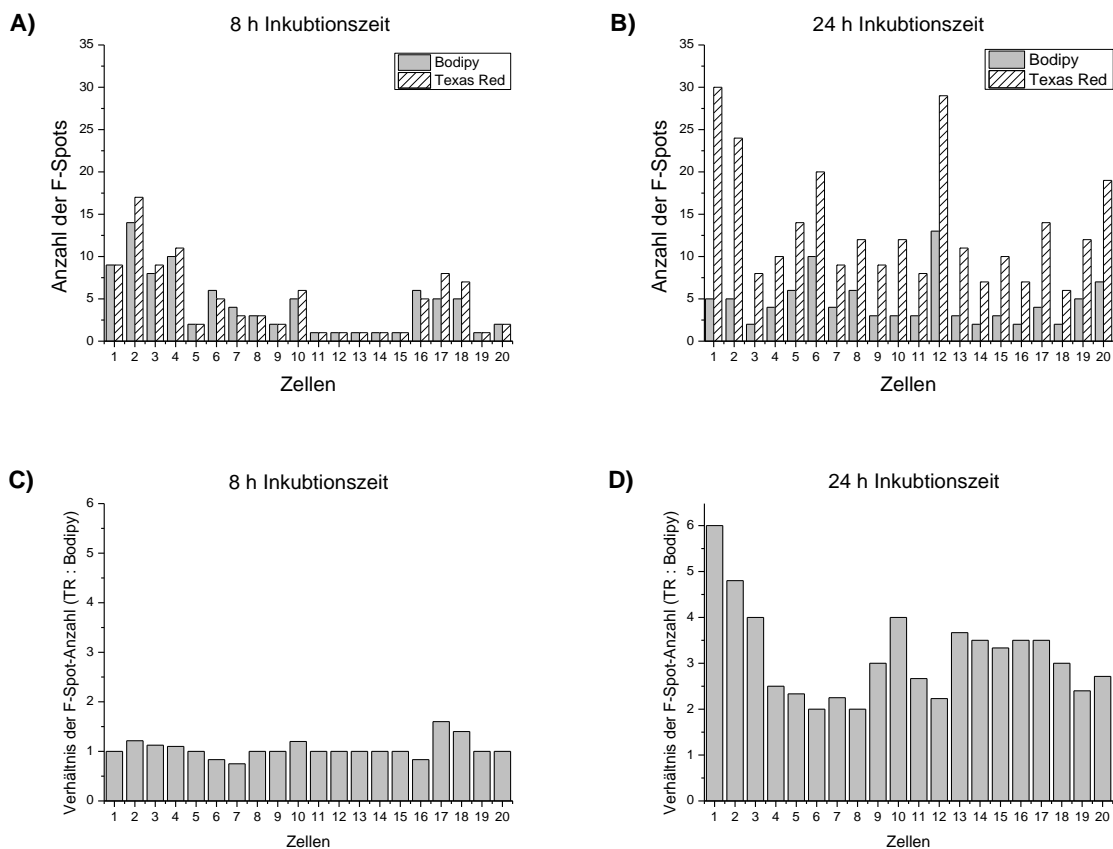 A)
8 h Inkubtionszeit
35
30
25
20
15
10
5
0
Anzahl der F-Spots
Bodipy
Texas Red
1 2 3 4 5 6 7 8 9 10 11 12 13 14 15 16 17 18 19 20
Zellen
B)
24 h Inkubtionszeit
35
30
25
20
15
10
5
0
Anzahl der F-Spots
Bodipy
Texas Red
1 2 3 4 5 6 7 8 9 10 11 12 13 14 15 16 17 18 19 20
Zellen
C)
8 h Inkubtionszeit
6
5
4
3
2
1
0
Verhältnis der F-Spot-Anzahl (TR : Bodipy)
1 2 3 4 5 6 7 8 9 10 11 12 13 14 15 16 17 18 19 20
Zellen
D)
24 h Inkubtionszeit
6
5
4
3
2
1
0
Verhältnis der F-Spot-Anzahl (TR : Bodipy)
1 2 3 4 5 6 7 8 9 10 11 12 13 14 15 16 17 18 19 20
Zellen